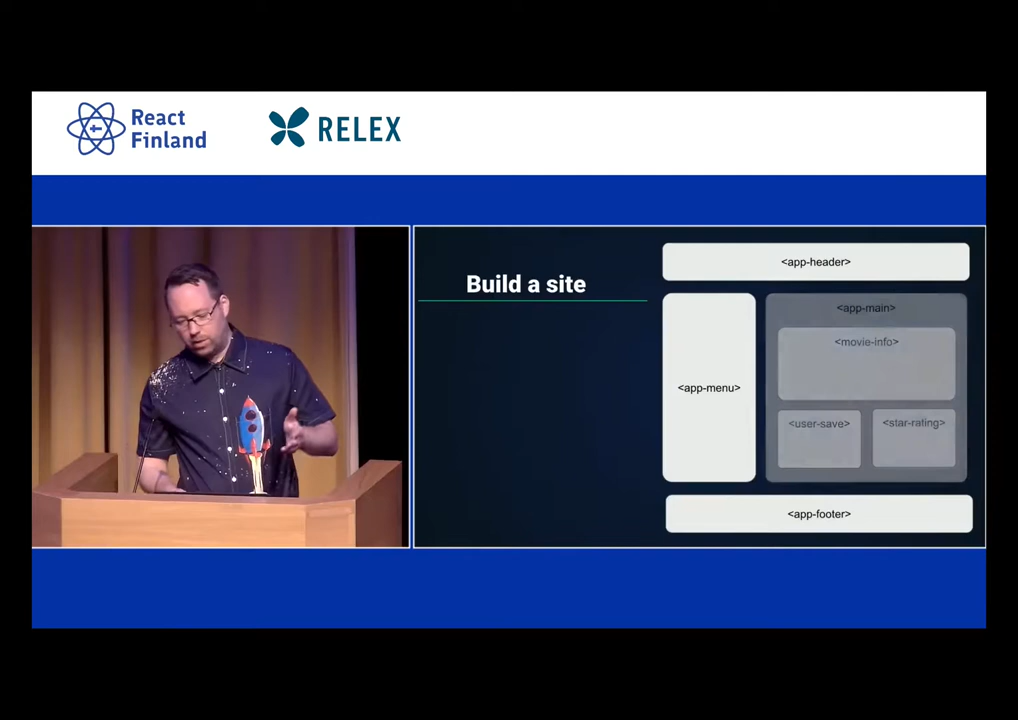 React
Finland
RELEX
Build a site
<app-header>
<app-menu>
<app-main>
<movie-info>
<user-save>
<star-rating>
<app-footer>